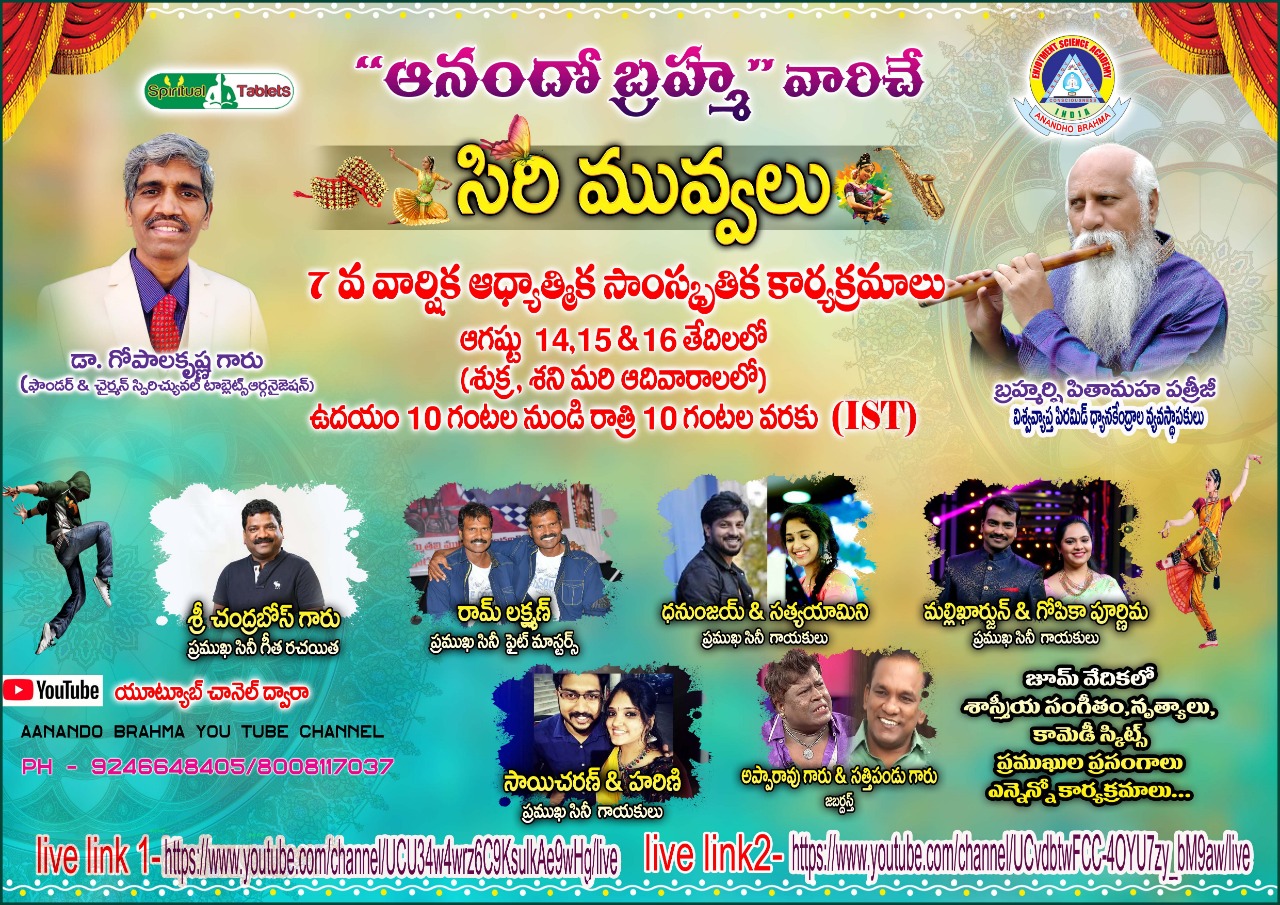 "ఆనందో బ్రహ్మ" వారిచే
Spiritual Tablets
ENJOYMENT SCIENCE ACADEMY
CONSCIOUSNESS
INDIA
ANANDHO BRAHMA
సిరి మువ్వలు
7 వ వార్షిక ఆధ్యాత్మిక సాంస్కృతిక కార్యక్రమాలు
ఆగష్టు 14,15 & 16 తేదిలలో
(శుక్ర, శని మరి ఆదివారాలలో)
ఉదయం 10 గంటల నుండి రాత్రి 10 గంటల వరకు (IST)
డా. గోపాలకృష్ణ గారు
(ఫౌండర్ & చైర్మన్ స్పిరిచ్యువల్ టాబ్లెట్స్ ఆర్గనైజెషన్)
బ్రహ్మర్షి పితామహ పత్రీజీ
విశ్వవ్యాప్త పిరమిడ్ ధ్యానకేంద్రాల వ్యవస్థాపకులు
శ్రీ చంద్రబోస్ గారు
ప్రముఖ సినీ గీత రచయిత
రామ్ లక్ష్మణ్
ప్రముఖ సినీ ఫైట్ మాస్టర్స్
ధనుంజయ్ & సత్యయామిని
ప్రముఖ సినీ గాయకులు
మల్లిఖార్జున్ & గోపికా పూర్ణిమ
ప్రముఖ సినీ గాయకులు
YouTube యూట్యూబ్ చానెల్ ద్వారా
AANANDO BRAHMA YOU TUBE CHANNEL
PH - 9246648405/8008117037
సాయిచరణ్ & హరిణి
ప్రముఖ సినీ గాయకులు
అప్పారావు గారు & సత్తిపండు గారు
జబర్దస్త్
జూమ్ వేదికలో
శాస్త్రీయ సంగీతం,నృత్యాలు,
కామెడీ స్కిట్స్
ప్రముఖుల ప్రసంగాలు
ఎన్నెన్నో కార్యక్రమాలు...
live link 1- https://www.youtube.com/channel/UCU34w4wrz6C9KsulkAe9wHg/live
live link2- https://www.youtube.com/channel/UCvdbtwFCC-4OYU7zy_bM9aw/live